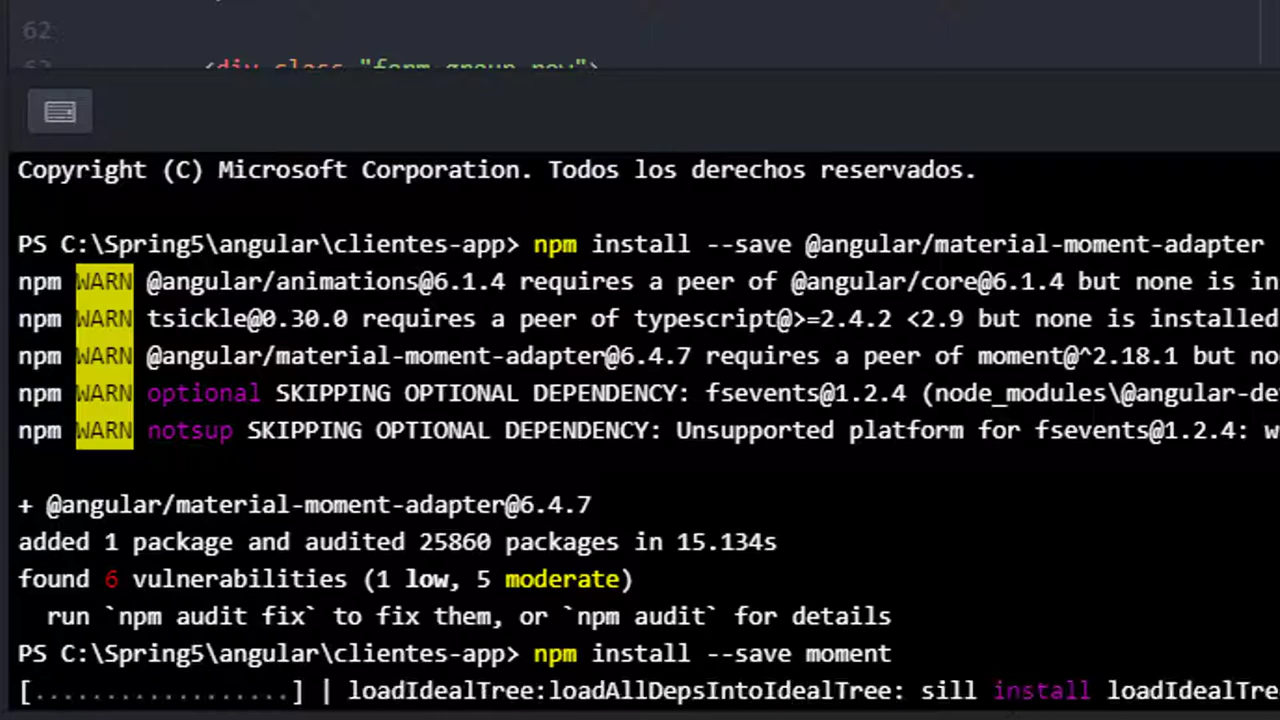 62
63 <div class="form-group row">
Copyright (C) Microsoft Corporation. Todos los derechos reservados.
PS C:\Spring5\angular\clientes-app> npm install --save @angular/material-moment-adapter
npm WARN @angular/animations@6.1.4 requires a peer of @angular/core@6.1.4 but none is in
npm WARN tsickle@0.30.0 requires a peer of typescript@>=2.4.2 <2.9 but none is installed
npm WARN @angular/material-moment-adapter@6.4.7 requires a peer of moment@^2.18.1 but no
npm WARN optional SKIPPING OPTIONAL DEPENDENCY: fsevents@1.2.4 (node_modules\@angular-de
npm WARN notsup SKIPPING OPTIONAL DEPENDENCY: Unsupported platform for fsevents@1.2.4: w
+ @angular/material-moment-adapter@6.4.7
added 1 package and audited 25860 packages in 15.134s
found 6 vulnerabilities (1 low, 5 moderate)
run `npm audit fix` to fix them, or `npm audit` for details
PS C:\Spring5\angular\clientes-app> npm install --save moment
[..................] | loadIdealTree:loadAllDepsIntoIdealTree: sill install loadIdealTre